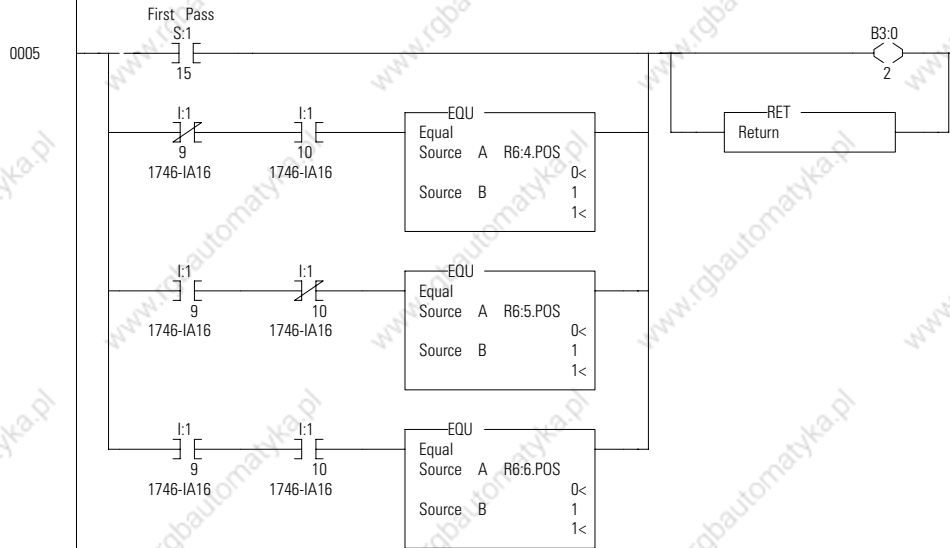 First Pass
S:1
0005
15
B3:0
2
RET
Return
I:1
9
1746-IA16
I:1
10
1746-IA16
EQU
Equal
Source A R6:4.POS
0<
Source B 1
1<
I:1
9
1746-IA16
I:1
10
1746-IA16
EQU
Equal
Source A R6:5.POS
0<
Source B 1
1<
I:1
9
1746-IA16
I:1
10
1746-IA16
EQU
Equal
Source A R6:6.POS
0<
Source B 1
1<
www.rgbautomatyka.pl